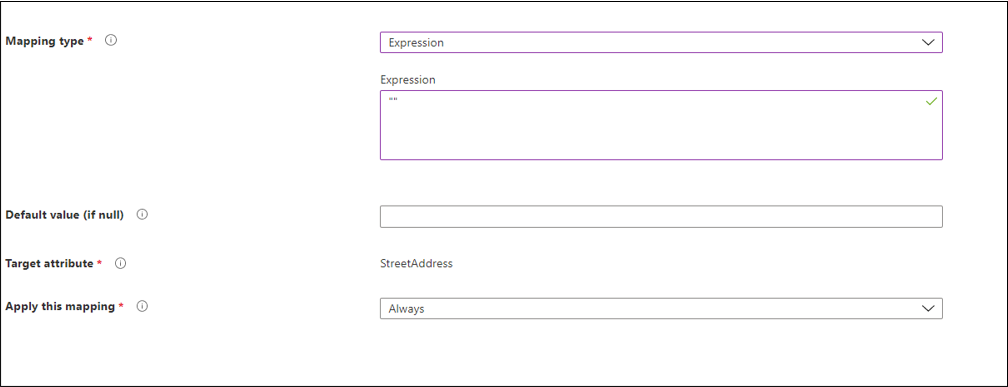 Mapping type *
Expression
Expression
""
Default value (if null)
Target attribute *
StreetAddress
Apply this mapping *
Always